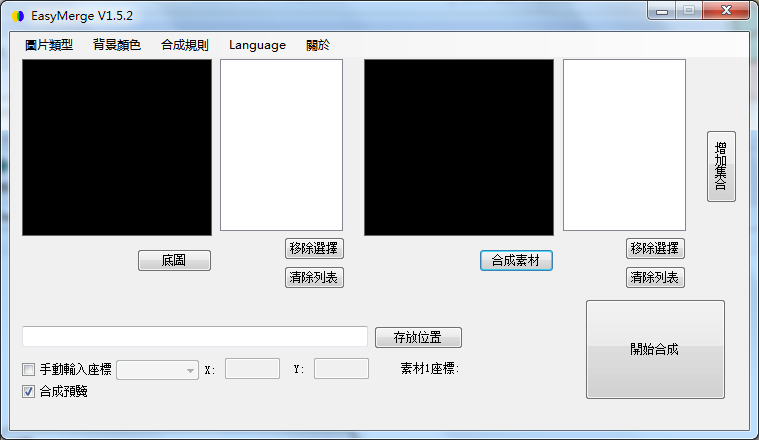 EasyMerge V1.5.2
圖片類型 背景顏色 合成規則 Language 關於
增加集合
移除選擇 移除選擇
底圖 合成素材
清除列表 清除列表
存放位置
開始合成
手動輸入座標 X: Y: 素材1座標:
合成預覽